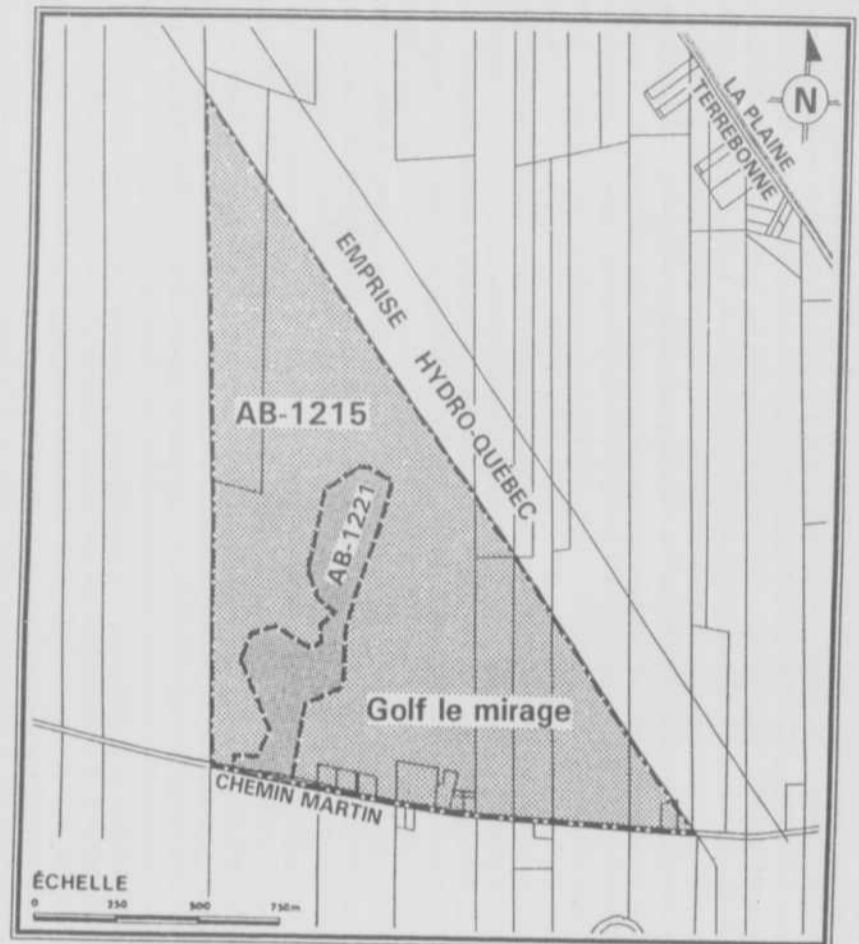 LA PLAINE
TERREBONNE
N
EMPRISE HYDRO-QUÉBEC
AB-1215
AB-1221
Golf le mirage
CHEMIN MARTIN
ÉCHELLE
0 250 500 750m